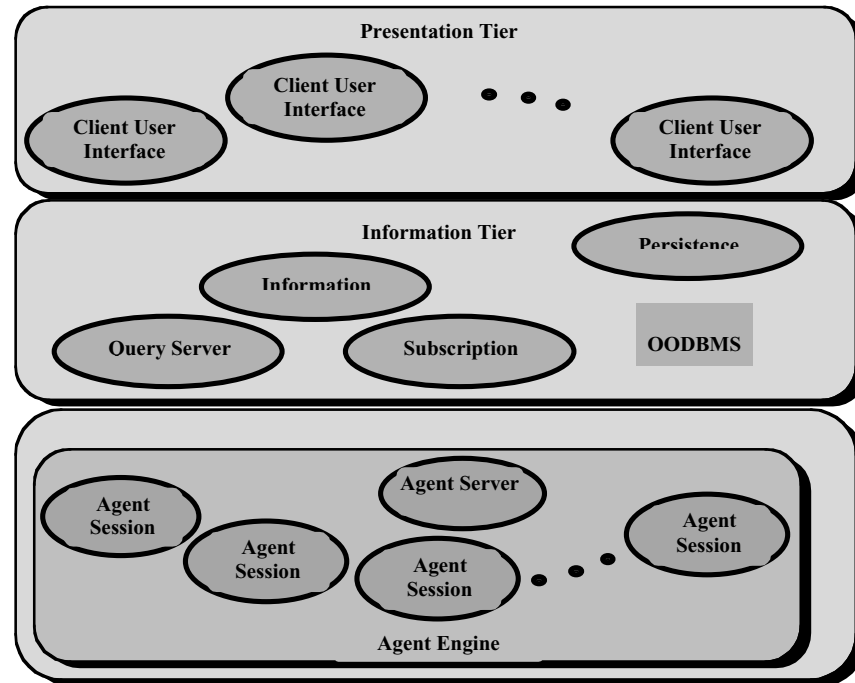 Presentation Tier
Client User
Interface
Client User
Interface
Client User
Interface
Information Tier
Persistence
Information
Query Server
Subscription
OODBMS
Agent Server
Agent
Session
Agent
Session
Agent
Session
Agent
Session
Agent Engine